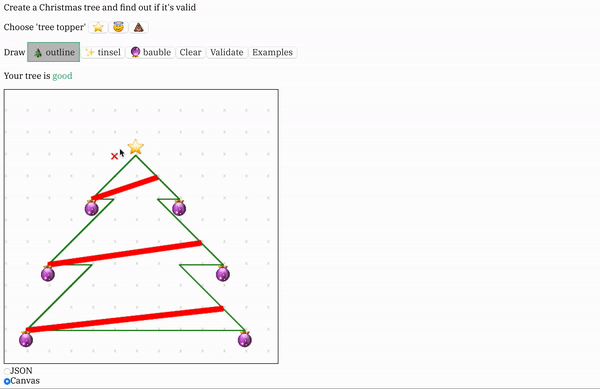 Create a Christmas tree and find out if it's valid
Choose 'tree topper' ⭐ 😇 💩
Draw 🎄 outline ✨ tinsel 🔮 bauble Clear Validate Examples
Your tree is good
JSON
Canvas